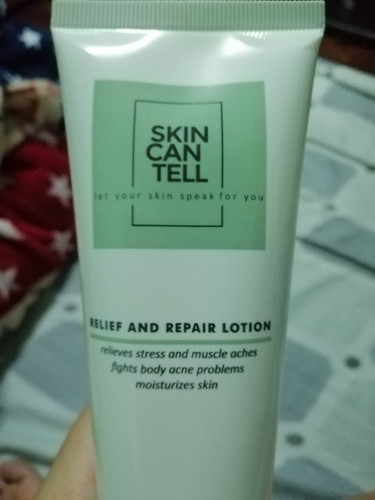 SKIN
CAN
TELL
let your skin speak for you
RELIEF AND REPAIR LOTION
relieves stress and muscle aches
fights body acne problems
moisturizes skin